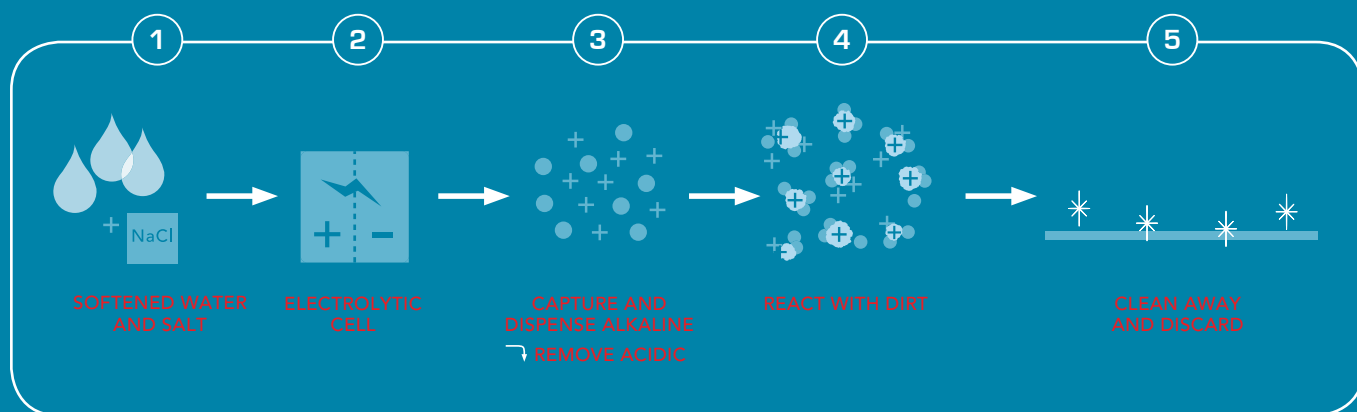 1
2
3
4
5
+
NaCl
+ -
SOFTENED WATER
AND SALT
ELECTROLYTIC
CELL
CAPTURE AND
DISPENSE ALKALINE
REMOVE ACIDIC
REACT WITH DIRT
CLEAN AWAY
AND DISCARD